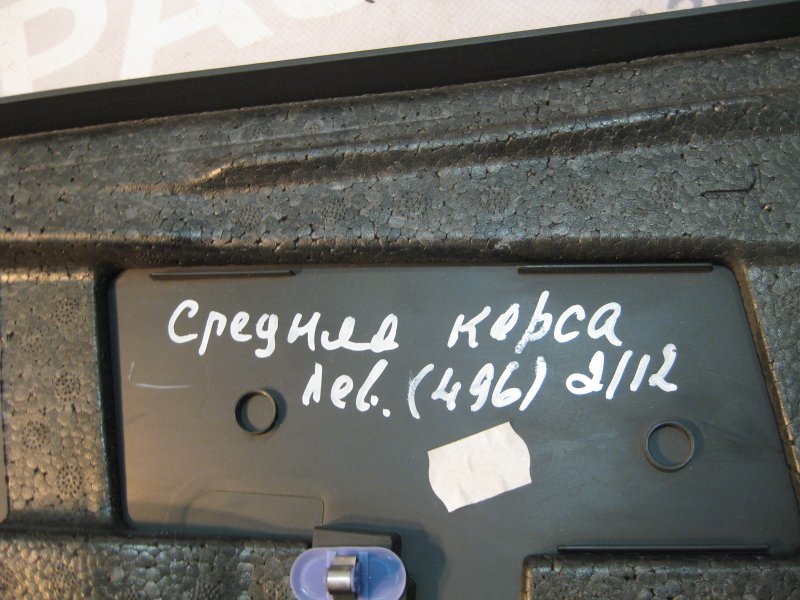 Средняя корса
лев. (496) 2/12